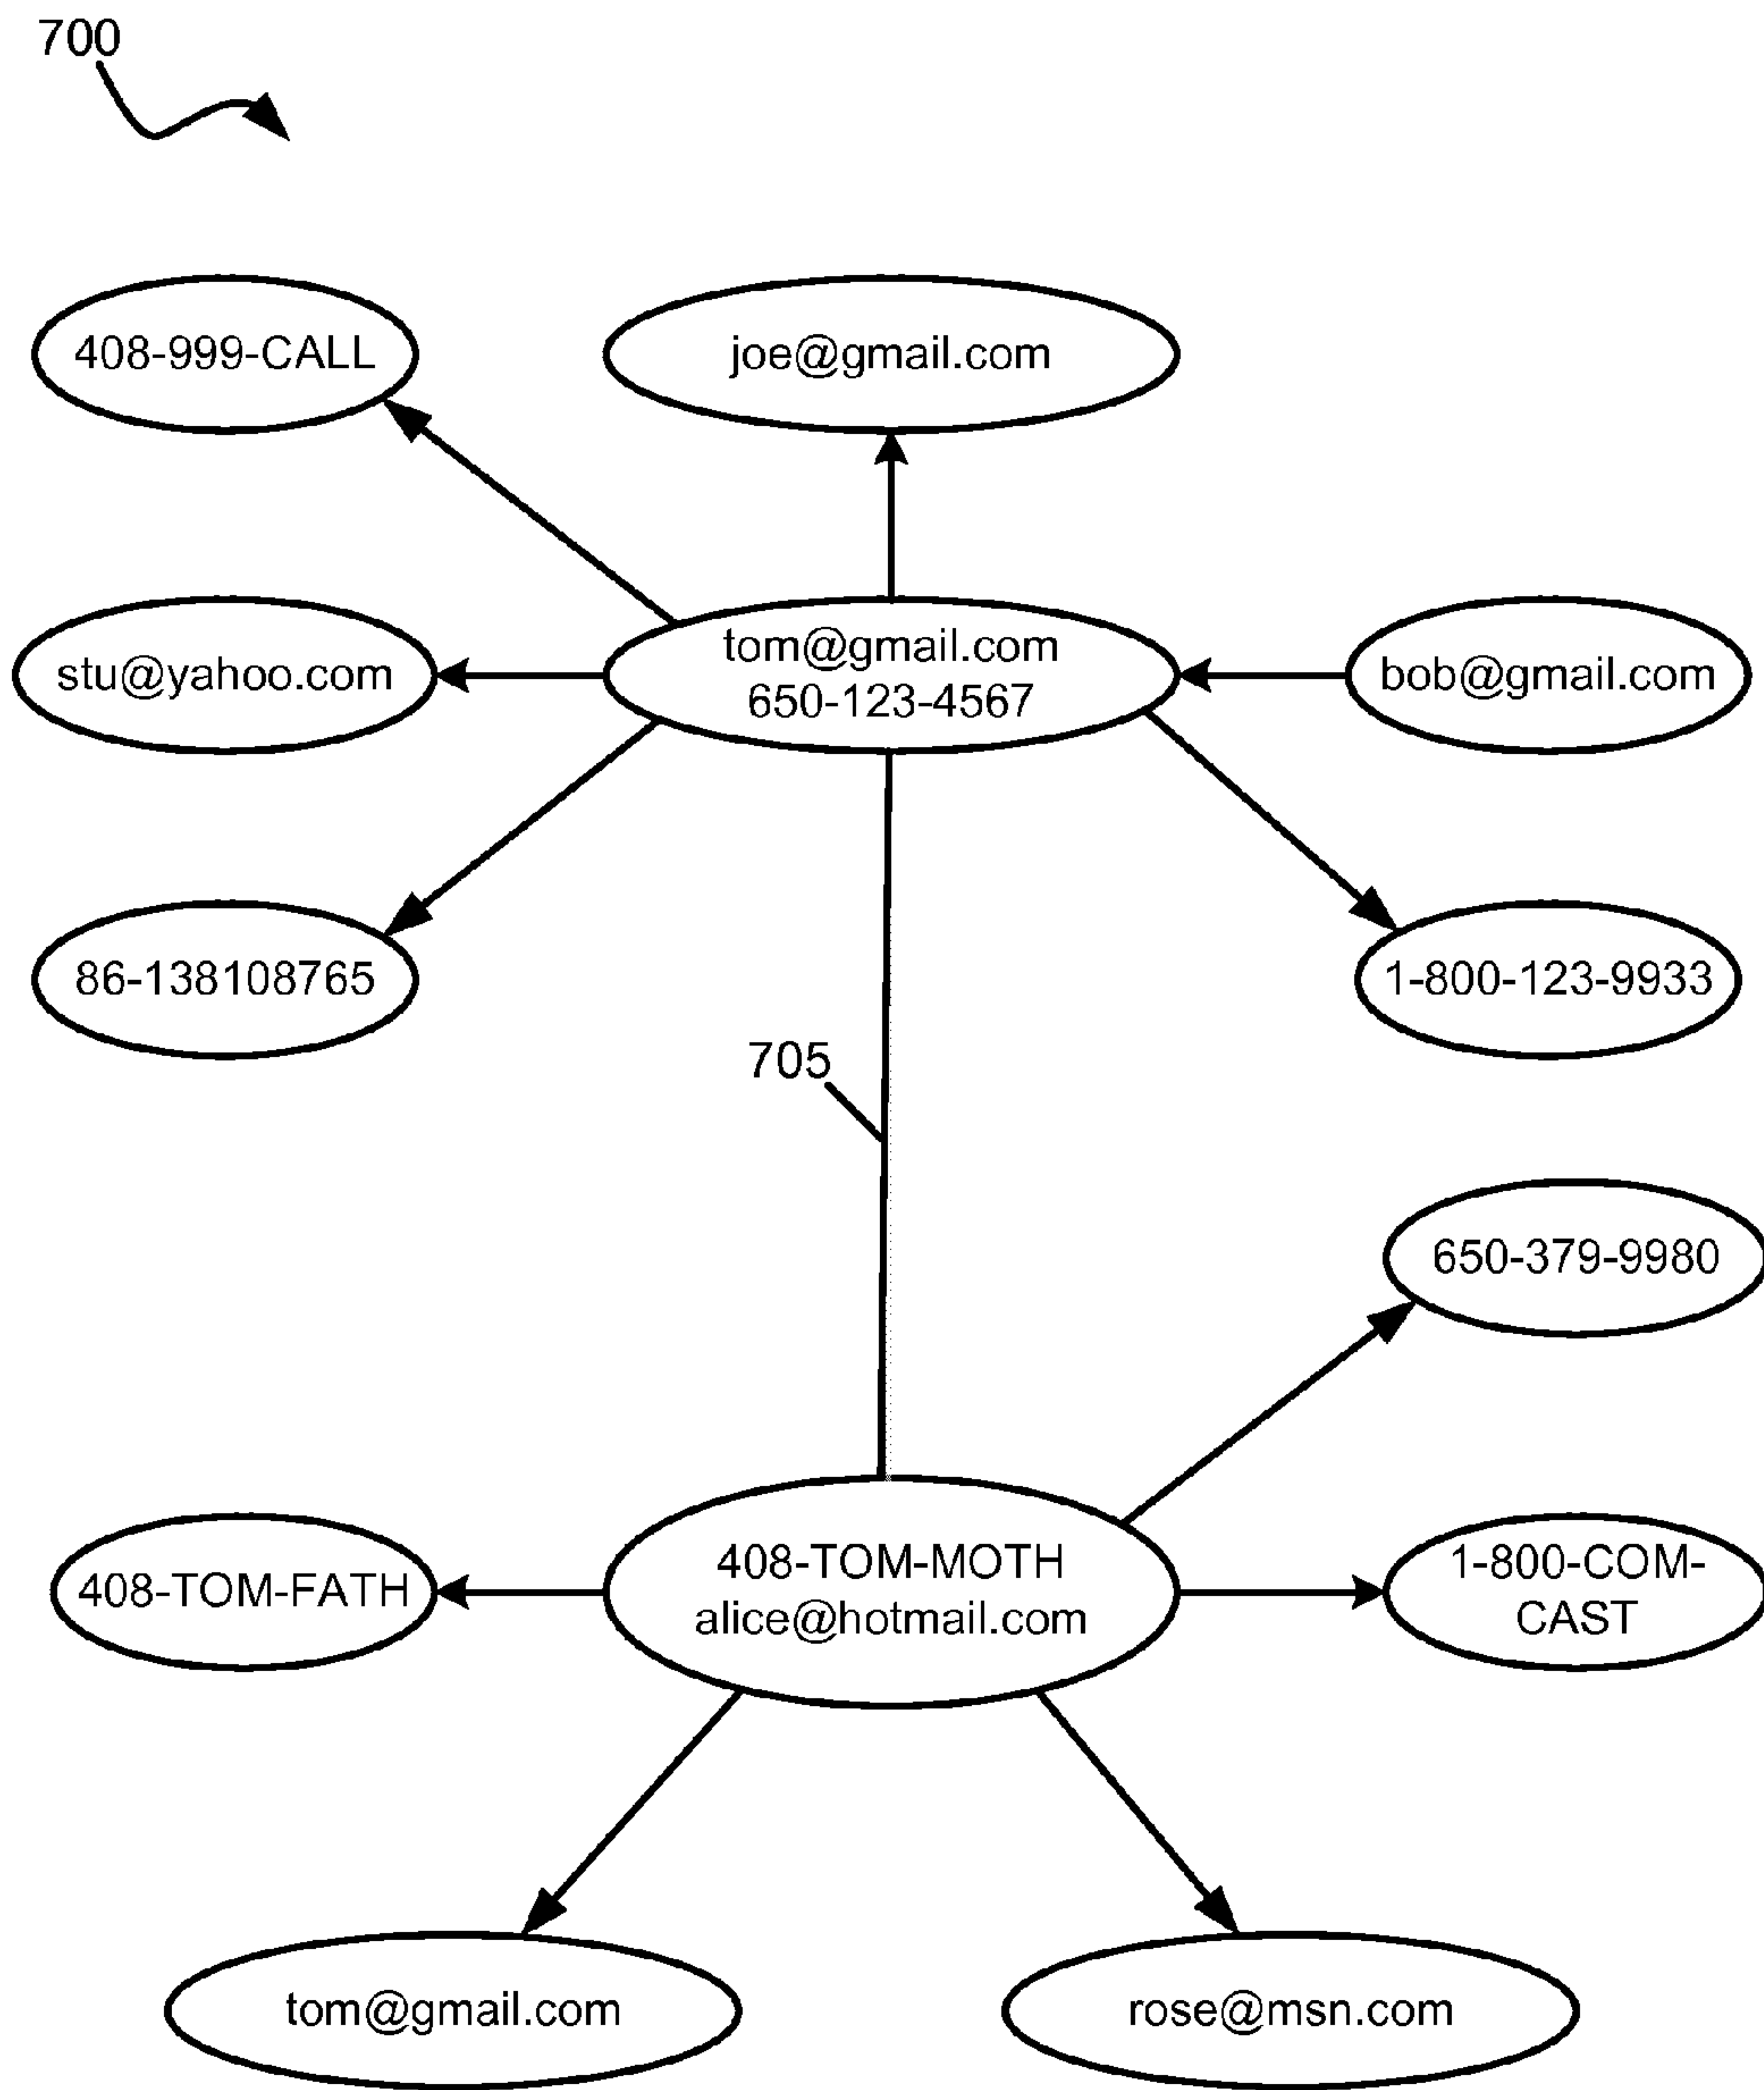 700
408-999-CALL
joe@gmail.com
stu@yahoo.com
tom@gmail.com
650-123-4567
bob@gmail.com
86-138108765
1-800-123-9933
705
650-379-9980
408-TOM-FATH
408-TOM-MOTH
alice@hotmail.com
1-800-COM-
CAST
tom@gmail.com
rose@msn.com